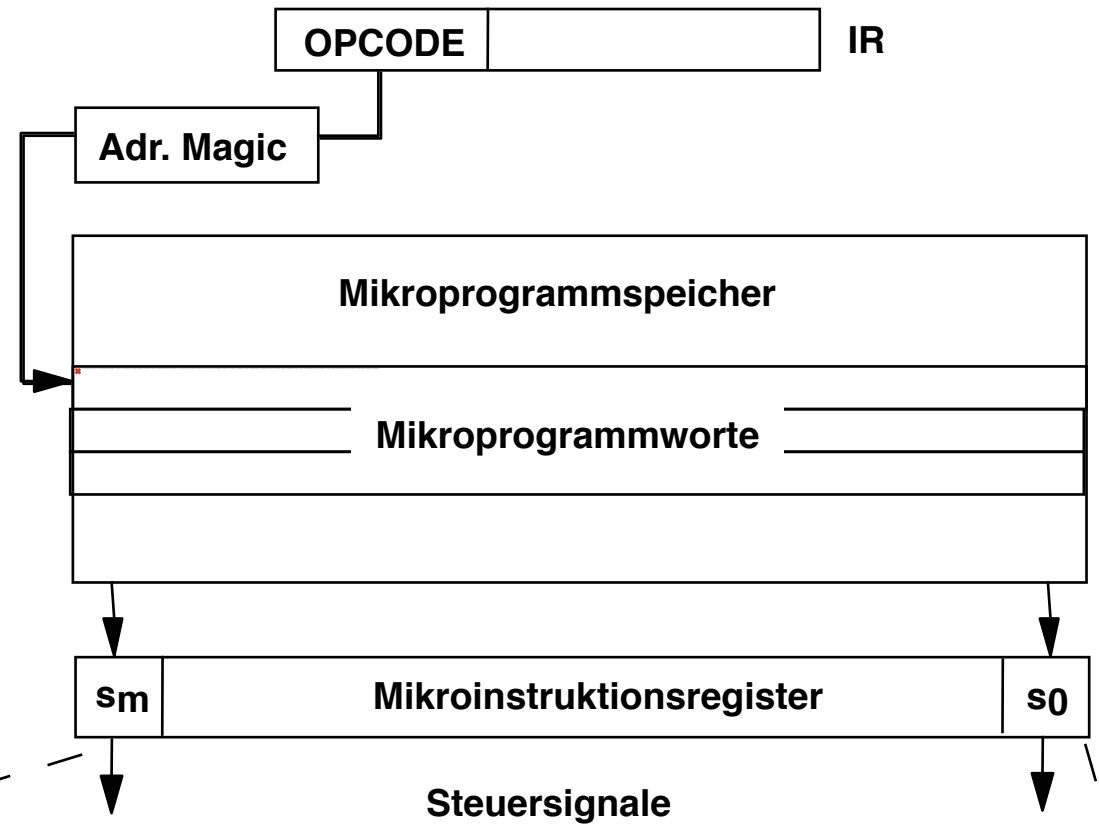 OPCODE
IR
Adr. Magic
Mikroprogrammspeicher
Mikroprogrammworte
sm
Mikroinstruktionsregister
s0
Steuersignale